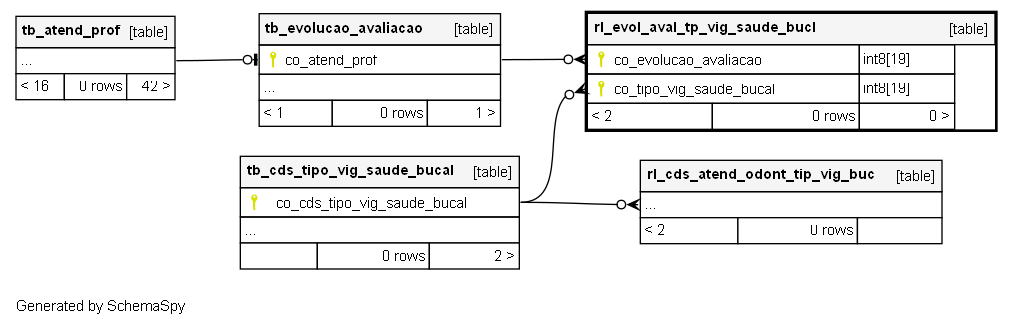 tb_atend_prof [table]
...
< 16 0 rows 42 >
tb_evolucao_avaliacao [table]
co_atend_prof
...
< 1 0 rows 1 >
rl_evol_aval_tp_vig_saude_bucl [table]
co_evolucao_avaliacao int8[19]
co_tipo_vig_saude_bucal int8[19]
< 2 0 rows 0 >
tb_cds_tipo_vig_saude_bucal [table]
co_cds_tipo_vig_saude_bucal
...
0 rows 2 >
rl_cds_atend_odont_tip_vig_buc [table]
...
< 2 0 rows
Generated by SchemaSpy